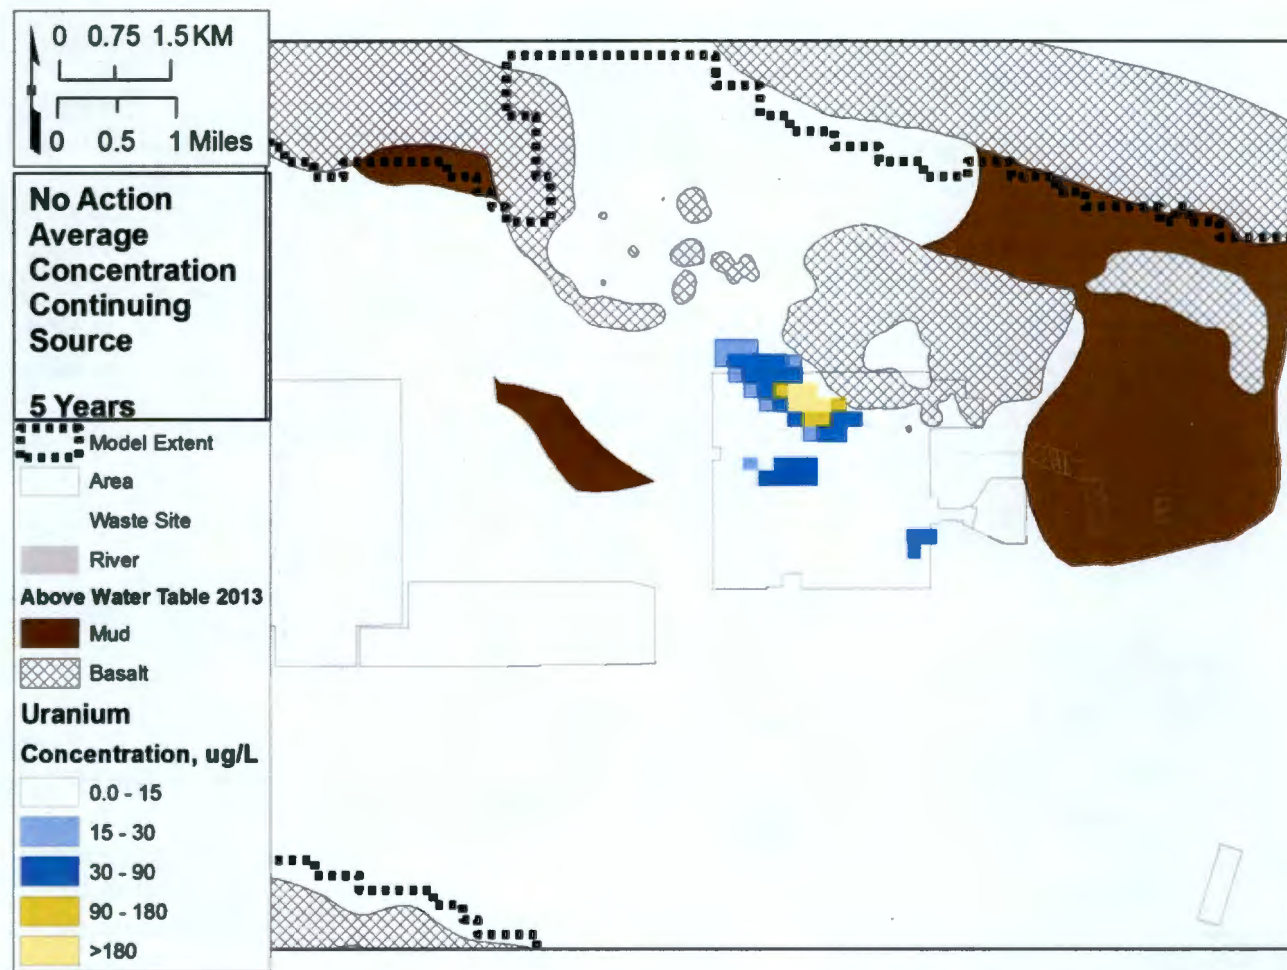 0 0.75 1.5 KM
0 0.5 1 Miles
No Action
Average
Concentration
Continuing
Source
5 Years
Model Extent
Area
Waste Site
River
Above Water Table 2013
Mud
Basalt
Uranium
Concentration, ug/L
0.0 - 15
15 - 30
30 - 90
90 - 180
>180